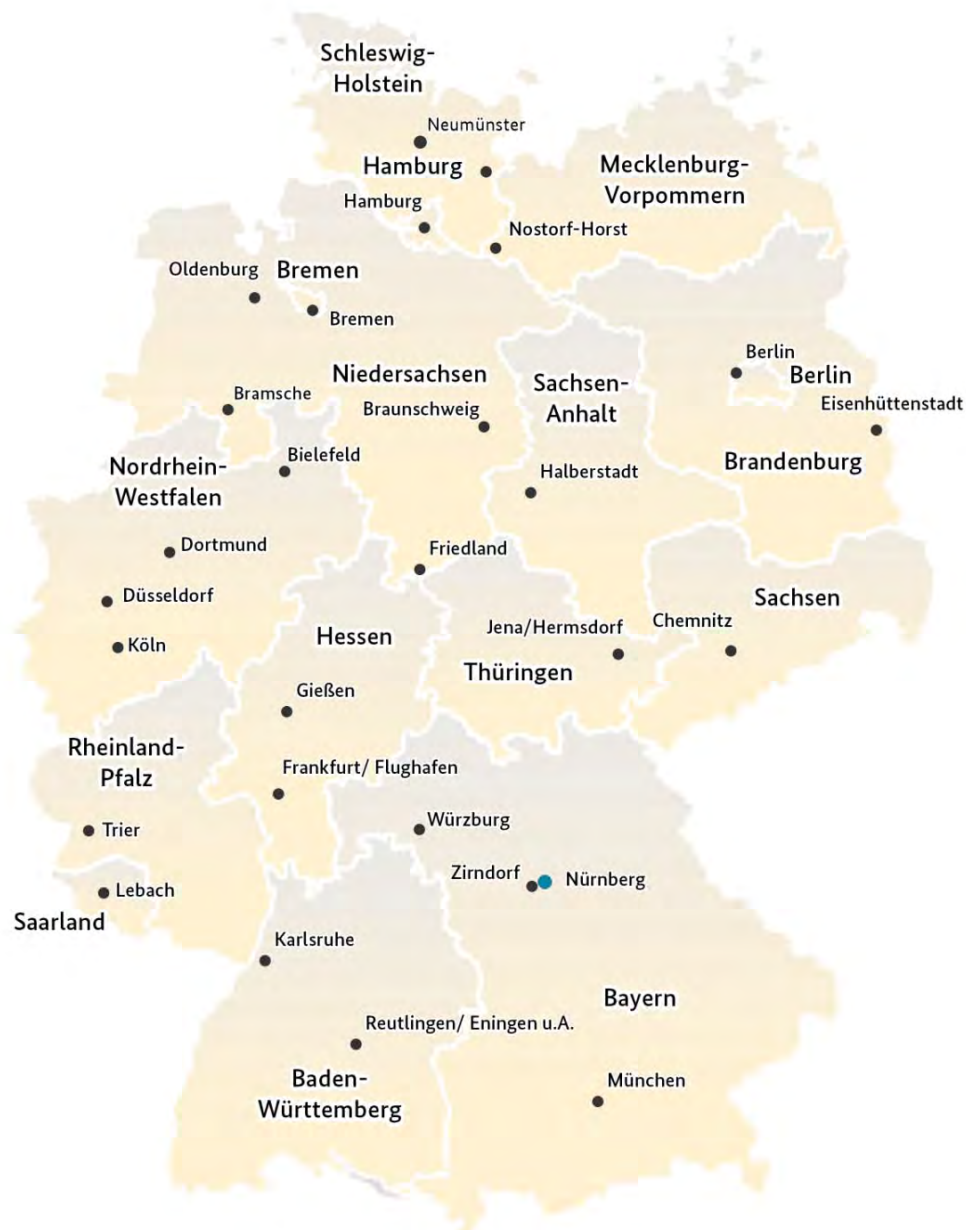 Schleswig-
Holstein
Neumünster
Hamburg
Mecklenburg-
Vorpommern
Hamburg
Nostorf-Horst
Oldenburg
Bremen
Bremen
Niedersachsen
Sachsen-
Anhalt
Berlin
Berlin
Bramsche
Braunschweig
Eisenhüttenstadt
Nordrhein-
Westfalen
Bielefeld
Halberstadt
Brandenburg
Dortmund
Friedland
Düsseldorf
Sachsen
Köln
Hessen
Jena/Hermsdorf
Chemnitz
Thüringen
Gießen
Rheinland-
Pfalz
Frankfurt/ Flughafen
Trier
Würzburg
Lebach
Zirndorf
Nürnberg
Saarland
Karlsruhe
Bayern
Reutlingen/ Eningen u.A.
Baden-
Württemberg
München